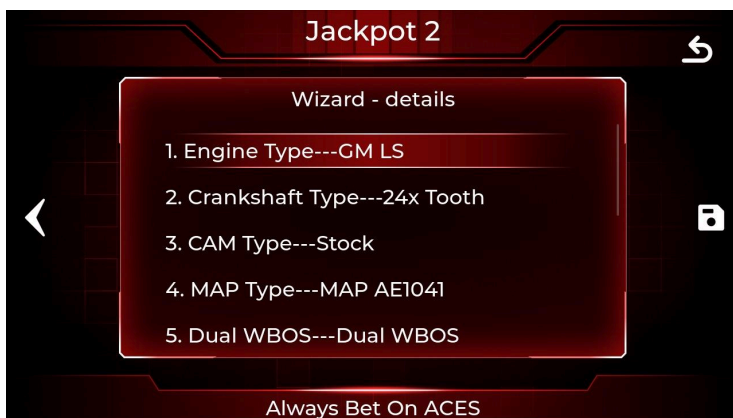 Jackpot 2
Wizard - details
1. Engine Type---GM LS
2. Crankshaft Type---24x Tooth
3. CAM Type---Stock
4. MAP Type---MAP AE1041
5. Dual WBOS---Dual WBOS
Always Bet On ACES